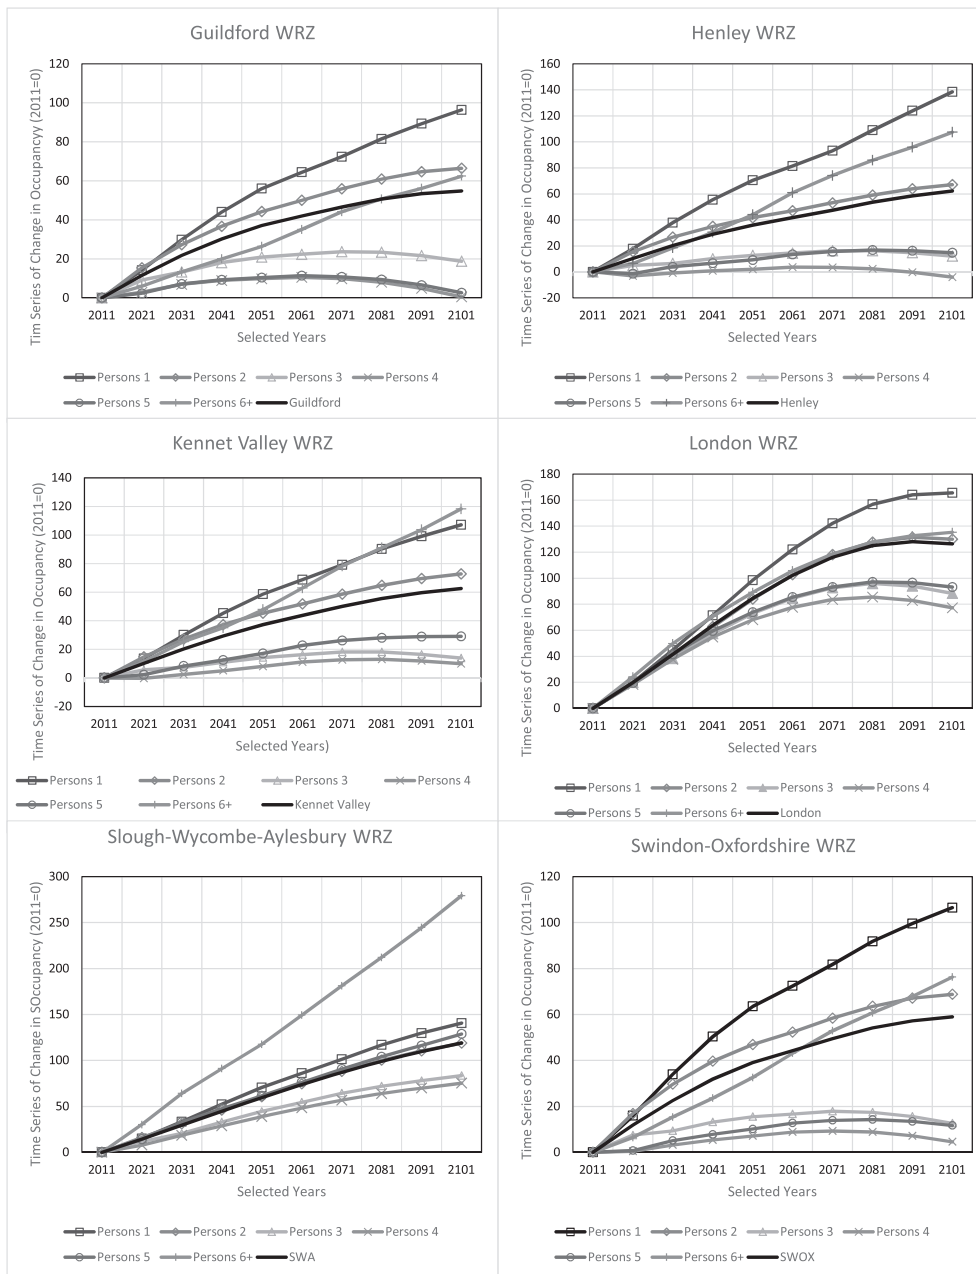 Guildford WRZ
Tim Series of Change in Occupancyy (2011=0)
120
100
80
60
40
20
0
2011 2021 2031 2041 2051 2061 2071 2081 2091 2101
Selected Years
Persons 1 Persons 2 Persons 3 Persons 4
Persons 5 Persons 6+ Guildford
Henley WRZ
Time Series of Change in Occupancy (2011=0)
160
140
120
100
80
60
40
20
0
-20
2011 2021 2031 2041 2051 2061 2071 2081 2091 2101
Selected Years
Persons 1 Persons 2 Persons 3 Persons 4
Persons 5 Persons 6+ Henley
Kennet Valley WRZ
Time Series of Change in Occupancy (2011=0)
140
120
100
80
60
40
20
0
-20
2011 2021 2031 2041 2051 2061 2071 2081 2091 2101
Selected Years)
Persons 1 Persons 2 Persons 3 Persons 4
Persons 5 Persons 6+ Kennet Valley
London WRZ
Time Series of Change in Occupancy (2011=0)
180
160
140
120
100
80
60
40
20
0
2011 2021 2031 2041 2051 2061 2071 2081 2091 2101
Selected Years
Persons 1 Persons 2 Persons 3 Persons 4
Persons 5 Persons 6+ London
Slough-Wycombe-Aylesbury WRZ
Time Series of Change in SOccupancy (2011=0)
300
250
200
150
100
50
0
2011 2021 2031 2041 2051 2061 2071 2081 2091 2101
Selected Years
Persons 1 Persons 2 Persons 3 Persons 4
Persons 5 Persons 6+ SWA
Swindon-Oxfordshire WRZ
Time Series of Change in Occupancy (2011=0)
120
100
80
60
40
20
0
2011 2021 2031 2041 2051 2061 2071 2081 2091 2101
Selected Years
Persons 1 Persons 2 Persons 3 Persons 4
Persons 5 Persons 6+ SWOX